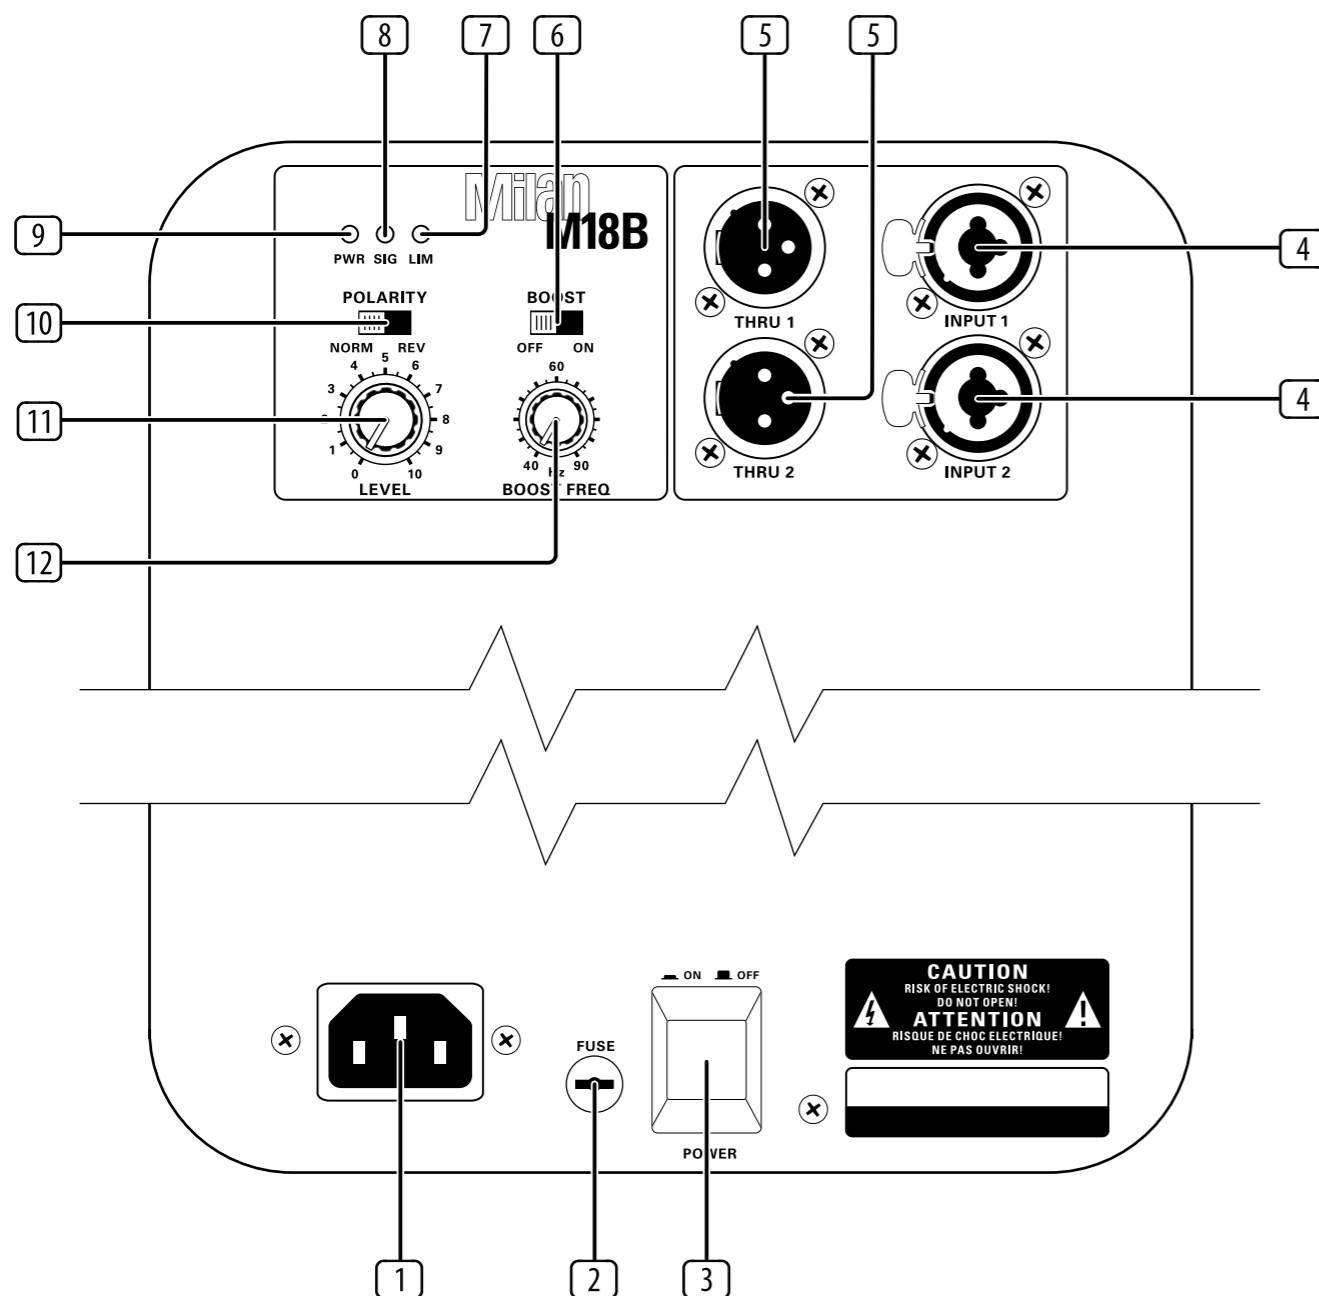 8 7 6 5 5
Milan
M18B
9
PWR SIG LIM
4
POLARITY
BOOST
10
NORM REV
OFF ON
THRU 1
INPUT 1
0 1 2 3 4 5 6 7 8 9 10
LEVEL
11
60
40 Hz 90
BOOST FREQ
4
THRU 2
INPUT 2
12
ON OFF
CAUTION
RISK OF ELECTRIC SHOCK!
DO NOT OPEN!
ATTENTION
RISQUE DE CHOC ELECTRIQUE!
NE PAS OUVRIR!
FUSE
POWER
1 2 3